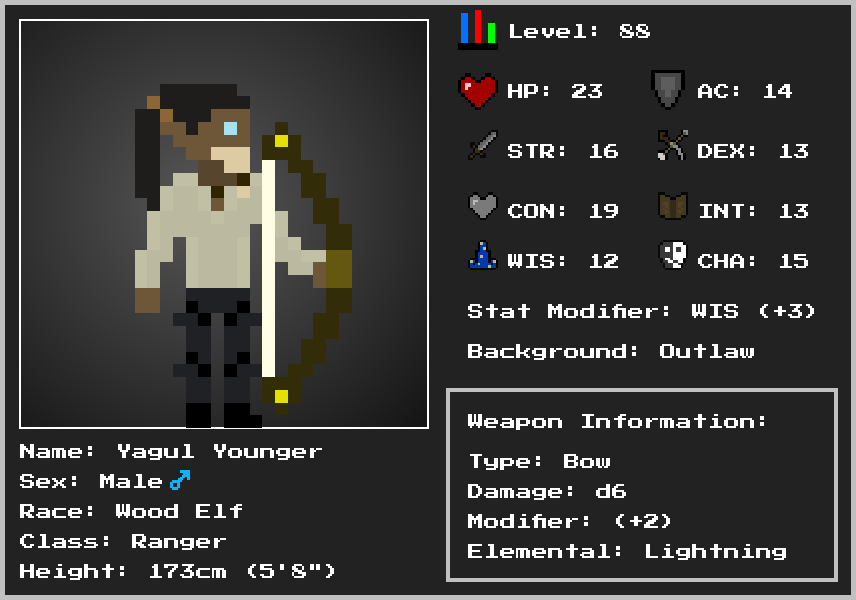 Level: 88
HP: 23
AC: 14
STR: 16
DEX: 13
CON: 19
INT: 13
WIS: 12
CHA: 15
Stat Modifier: WIS (+3)
Background: Outlaw
Weapon Information:
Type: Bow
Damage: d6
Modifier: (+2)
Elemental: Lightning
Name: Yagul Younger
Sex: Male♂
Race: Wood Elf
Class: Ranger
Height: 173cm (5'8")